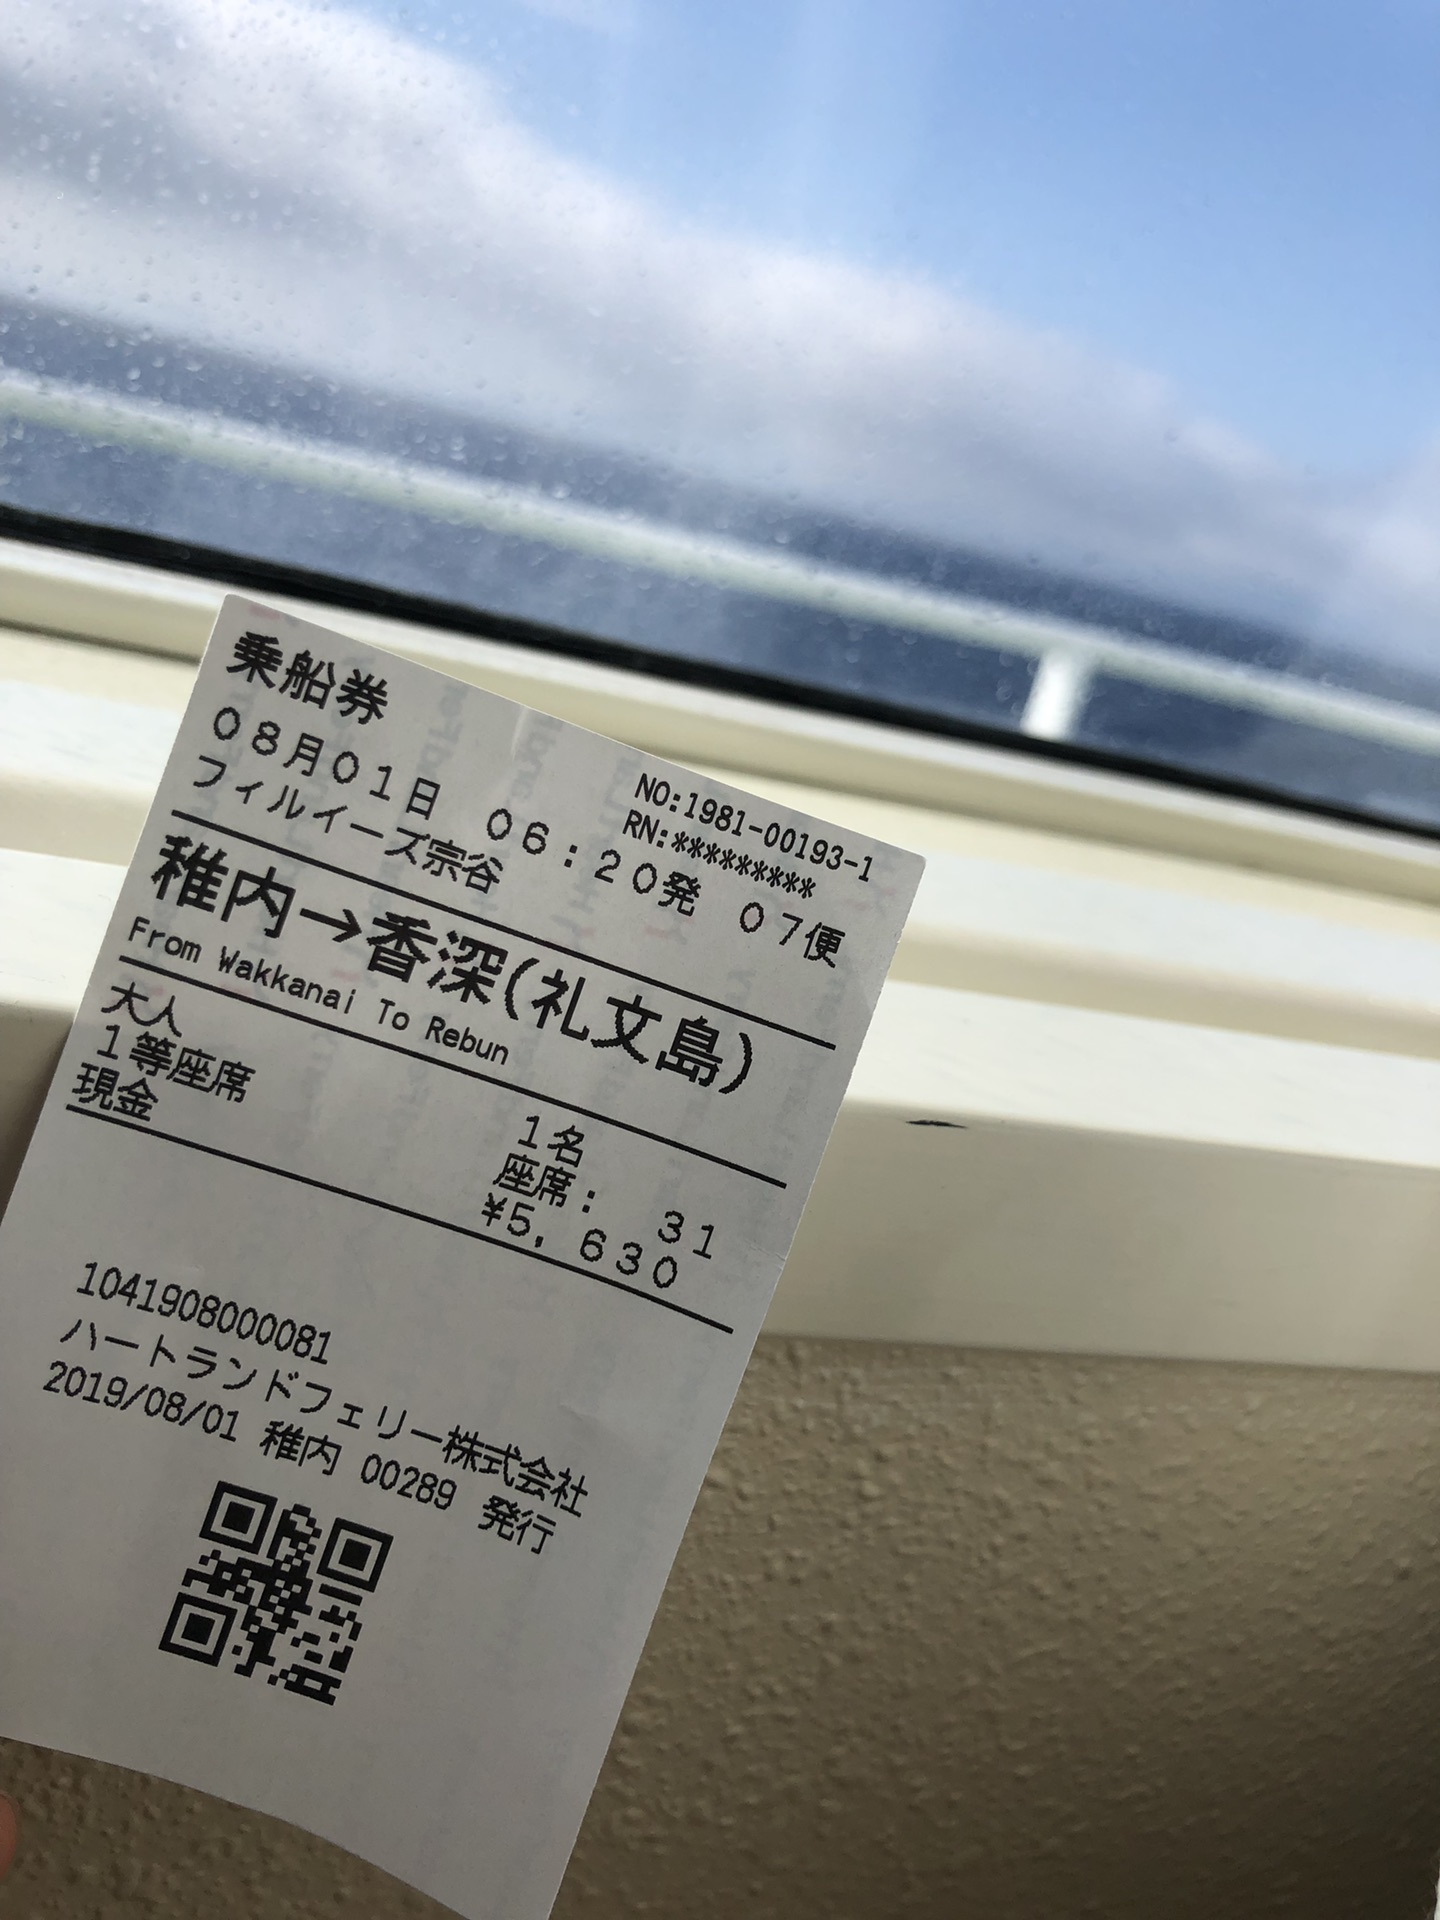 乗船券
NO:1981-00193-1
RN:*********
08月01日 06:20発 07便
フィルイーズ宗谷
稚内→香深(礼文島)
From Wakkanai To Rebun
大人 1名
1等座席 座席: 31
現金 ¥5,630
1041908000081
ハートランドフェリー株式会社
2019/08/01 稚内 00289 発行